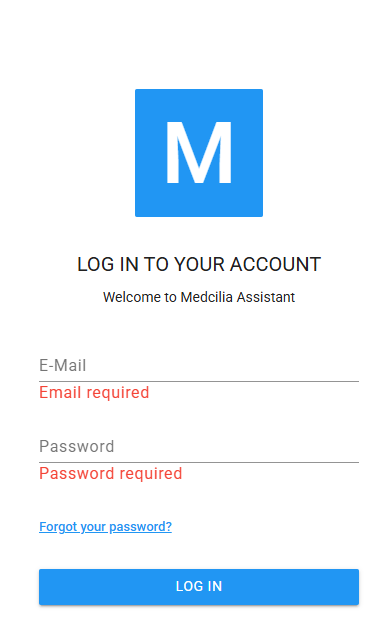 M
LOG IN TO YOUR ACCOUNT
Welcome to Medcilia Assistant
E-Mail
Email required
Password
Password required
Forgot your password?
LOG IN